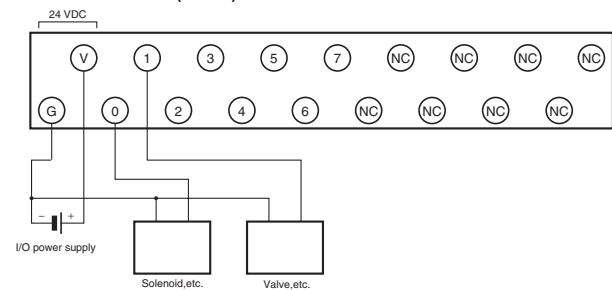 24 VDC
V 1 3 5 7 NC NC NC NC
G 0 2 4 6 NC NC NC NC
− +
I/O power supply
Solenoid,etc. Valve,etc.